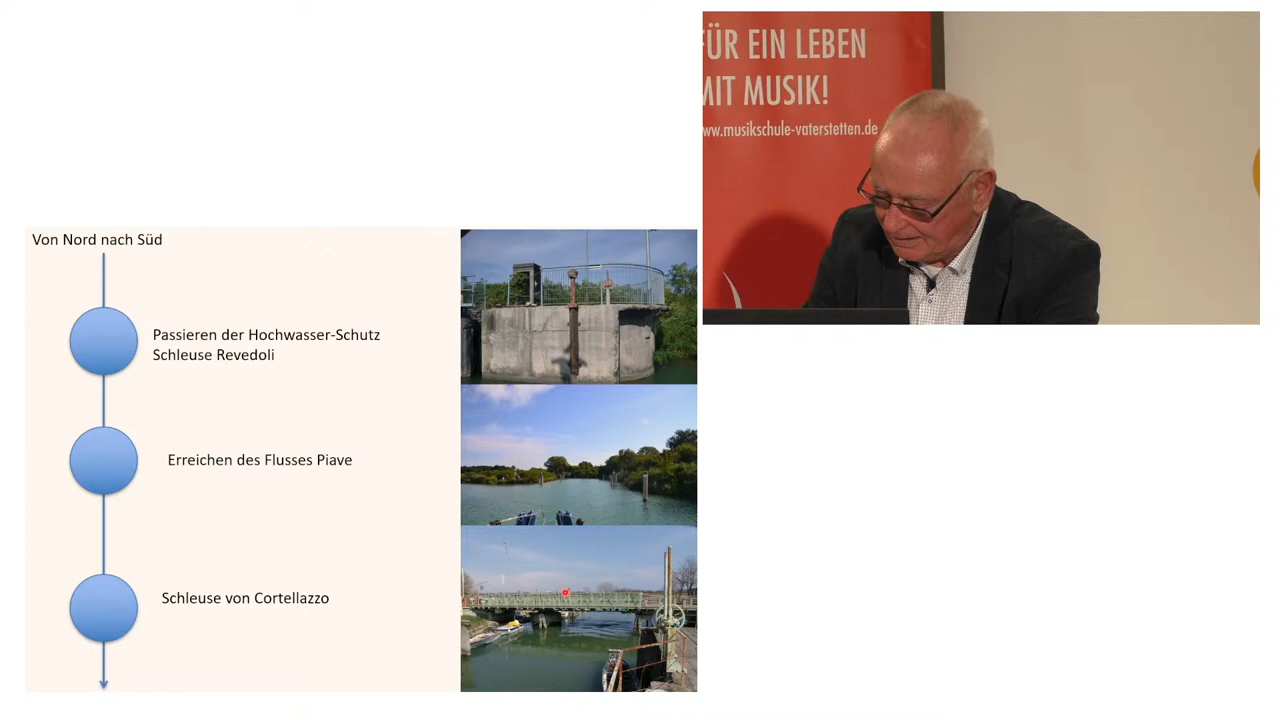 FÜR EIN LEBEN
MIT MUSIK!
www.musikschule-vaterstetten.de
Von Nord nach Süd
Passieren der Hochwasser-Schutz
Schleuse Revedoli
Erreichen des Flusses Piave
Schleuse von Cortellazzo